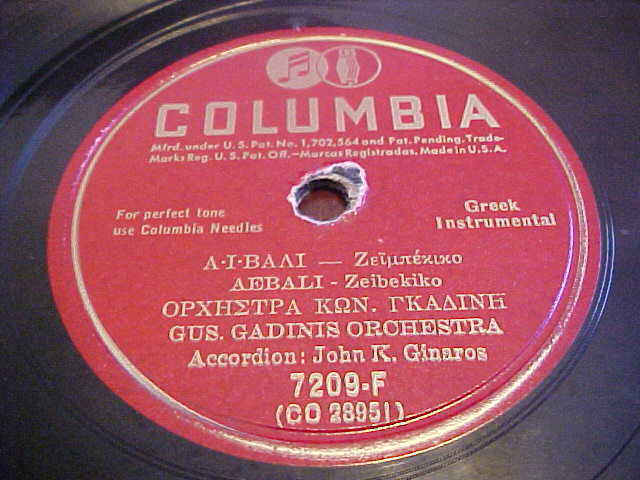 COLUMBIA
Mfrd. under U.S. Pat. No. 1,702,564 and Pat. Pending. Trade-
Marks Reg. U.S. Pat. Off.—Marcas Registradas. Made in U.S.A.
For perfect tone
use Columbia Needles
Greek
Instrumental
Α·Ι·ΒΑΛΙ — Ζεϊμπέκικο
AEBALI - Zeibekiko
ΟΡΧΗΣΤΡΑ ΚΩΝ. ΓΚΑΔΙΝΗ
GUS. GADINIS ORCHESTRA
Accordion: John K. Ginaros
7209-F
(CO 28951)